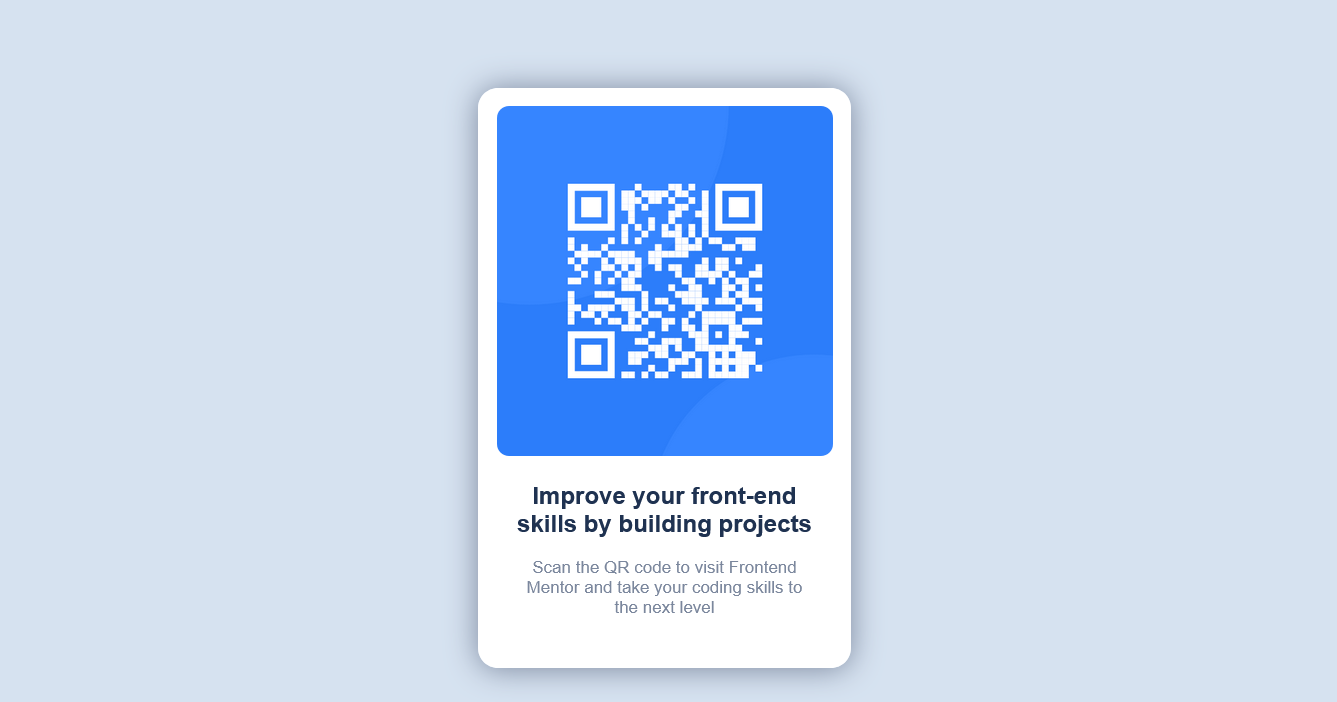 Improve your front-end
skills by building projects
Scan the QR code to visit Frontend
Mentor and take your coding skills to
the next level